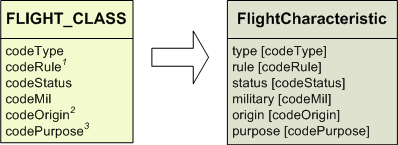 FLIGHT_CLASS
codeType
codeRule¹
codeStatus
codeMil
codeOrigin²
codePurpose³
FlightCharacteristic
type [codeType]
rule [codeRule]
status [codeStatus]
military [codeMil]
origin [codeOrigin]
purpose [codePurpose]